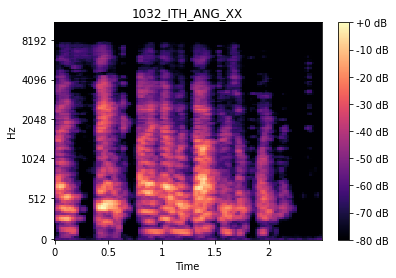 1032_ITH_ANG_XX
+0 dB
8192
-10 dB
4096
-20 dB
-30 dB
2048
Hz
-40 dB
1024
-50 dB
-60 dB
512
-70 dB
0
-80 dB
0 0.5 1 1.5 2
Time